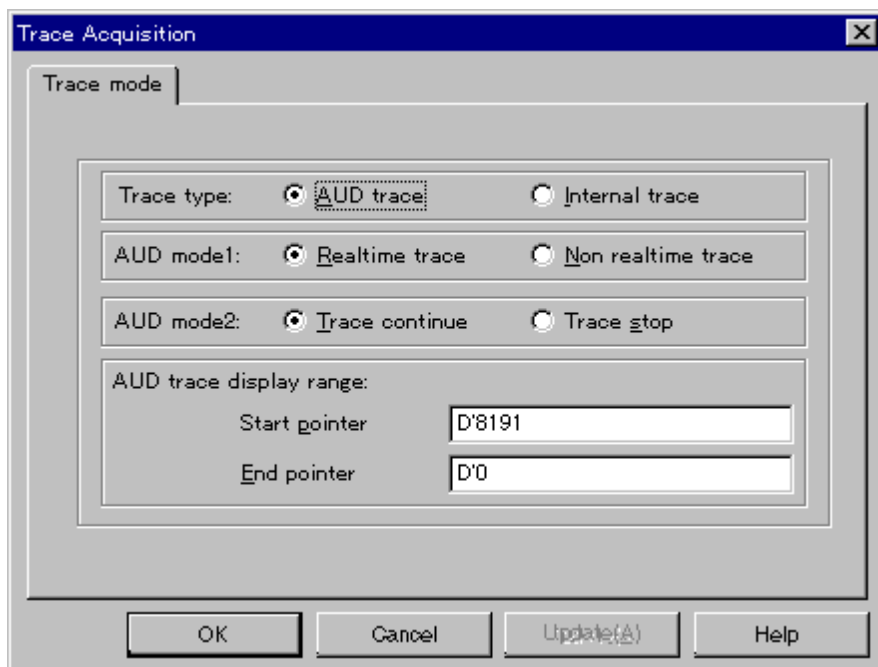 Trace Acquisition
Trace mode
Trace type: AUD trace Internal trace
AUD mode1: Realtime trace Non realtime trace
AUD mode2: Trace continue Trace stop
AUD trace display range:
Start pointer D'8191
End pointer D'0
OK Cancel Update(A) Help